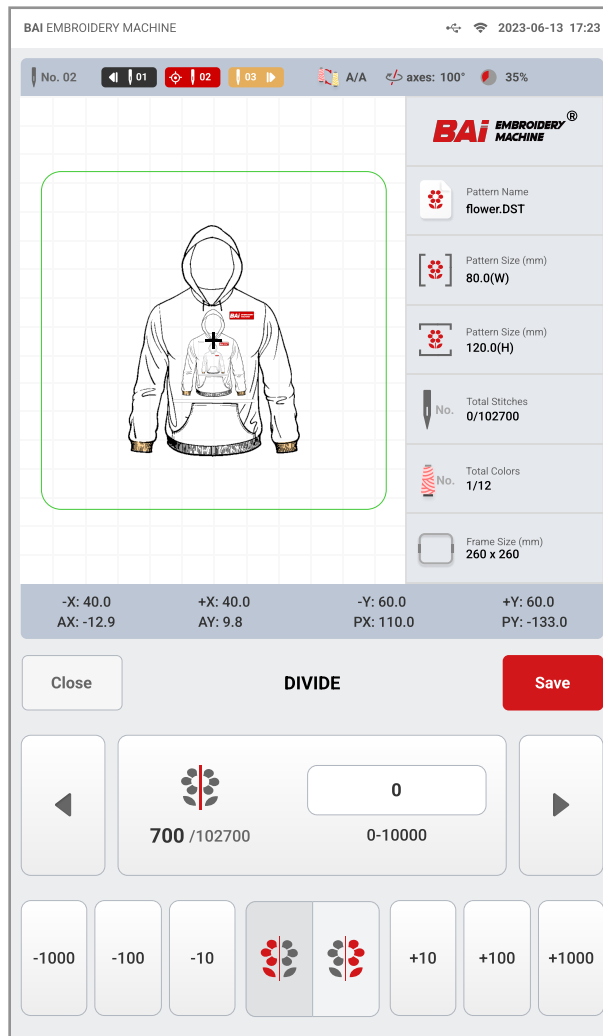 BAI EMBROIDERY MACHINE 2023-06-13 17:23
No. 02 01 02 03 A/A axes: 100° 35%
BAi EMBROIDERY MACHINE ®
Pattern Name
flower.DST
Pattern Size (mm)
80.0(W)
Pattern Size (mm)
120.0(H)
Total Stitches
No. 0/102700
Total Colors
No. 1/12
Frame Size (mm)
260 x 260
BAi
-X: 40.0 +X: 40.0 -Y: 60.0 +Y: 60.0
AX: -12.9 AY: 9.8 PX: 110.0 PY: -133.0
Close DIVIDE Save
0
700 /102700 0-10000
-1000 -100 -10 +10 +100 +1000